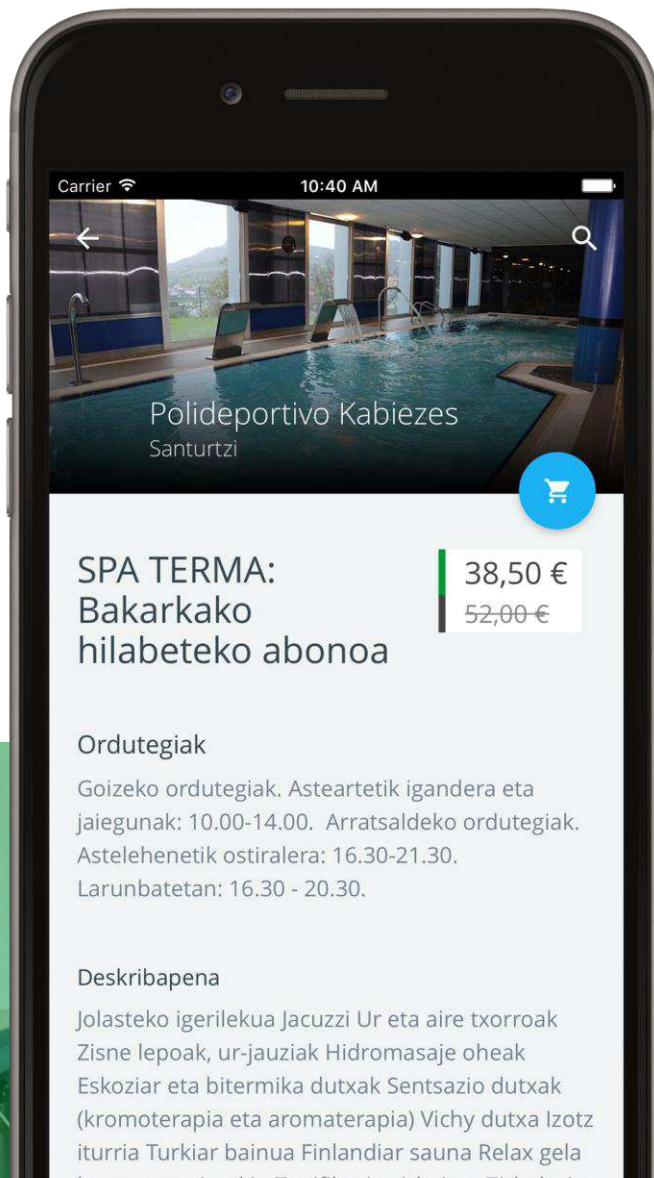 Carrier
10:40 AM
Polideportivo Kabiezes
Santurtzi
SPA TERMA:
Bakarkako
hilabeteko abonoa
38,50 €
52,00 €
Ordutegiak
Goizeko ordutegiak. Asteartetik igandera eta
jaiegunak: 10.00-14.00. Arratsaldeko ordutegiak.
Astelehenetik ostiralera: 16.30-21.30.
Larunbatetan: 16.30 - 20.30.
Deskribapena
Jolasteko igerilekua Jacuzzi Ur eta aire txorroak
Zisne lepoak, ur-jauziak Hidromasaje oheak
Eskoziar eta bitermika dutxak Sentsazio dutxak
(kromoterapia eta aromaterapia) Vichy dutxa Izotz
iturria Turkiar bainua Finlandiar sauna Relax gela